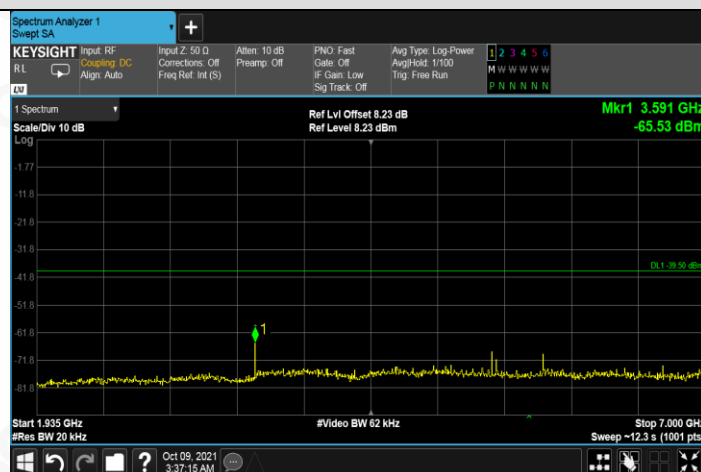 Spectrum Analyzer 1
Swept SA
+
KEYSIGHT
RL
LXI
Input: RF
Coupling: DC
Align: Auto
Input Z: 50 Ω
Corrections: Off
Freq Ref: Int (S)
Atten: 10 dB
Preamp: Off
PNO: Fast
Gate: Off
IF Gain: Low
Sig Track: Off
Avg Type: Log-Power
Avg|Hold: 1/100
Trig: Free Run
1 2 3 4 5 6
M W W W W W
P N N N N N
1 Spectrum
Scale/Div 10 dB
Log
Ref Lvl Offset 8.23 dB
Ref Level 8.23 dBm
Mkr1 3.591 GHz
-65.53 dBm
-1.77
-11.8
-21.8
-31.8
DL1 -39.50 dBm
-41.8
-51.8
-61.8
1
-71.8
-81.8
Start 1.935 GHz
#Res BW 20 kHz
#Video BW 62 kHz
Stop 7.000 GHz
Sweep ~12.3 s (1001 pts)
?
Oct 09, 2021
3:37:15 AM